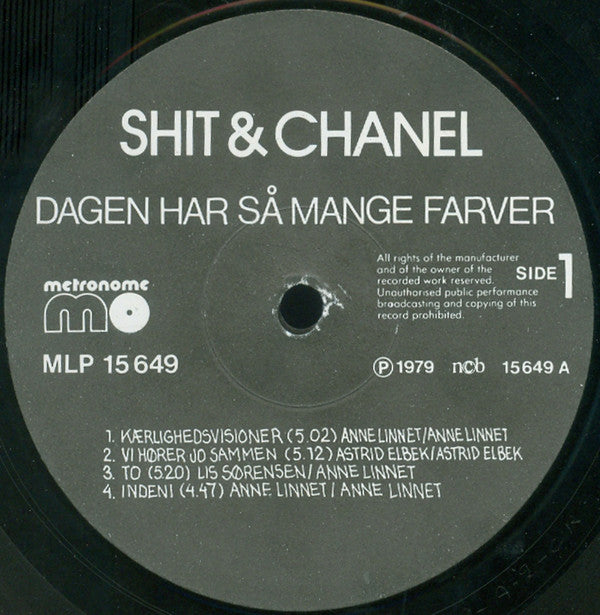 SHIT & CHANEL
DAGEN HAR SÅ MANGE FARVER
metronome
mo
MLP 15 649
All rights of the manufacturer
and of the owner of the
recorded work reserved.
Unauthorised public performance
broadcasting and copying of this
record prohibited.
SIDE 1
Ⓟ 1979 ncb 15649 A
1. KÆRLIGHEDSVISIONER (5.02) ANNE LINNET/ANNE LINNET
2. VI HØRER JO SAMMEN (5.12) ASTRID ELBEK/ASTRID ELBEK
3. TO (5.20) LIS SØRENSEN/ANNE LINNET
4. INDENI (4.47) ANNE LINNET/ANNE LINNET